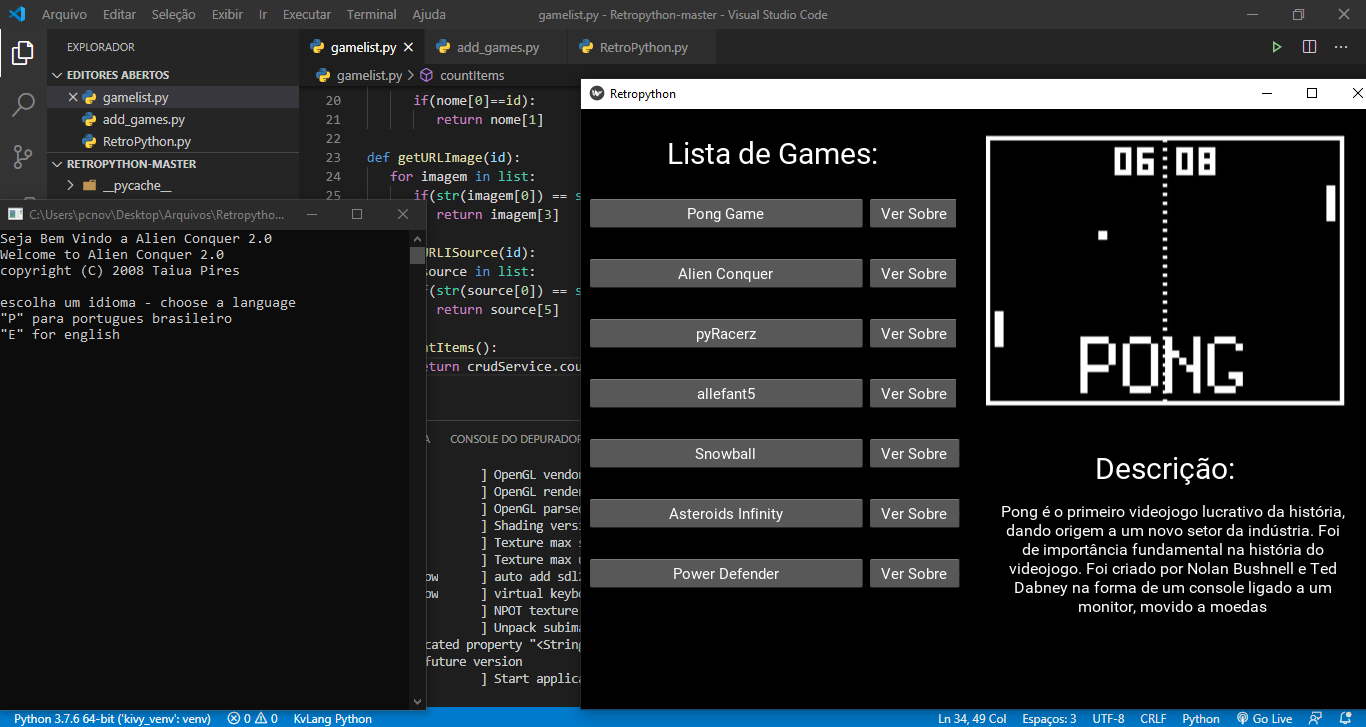 Arquivo Editar Seleção Exibir Ir Executar Terminal Ajuda
gamelist.py - Retropython-master - Visual Studio Code
EXPLORADOR
EDITORES ABERTOS
gamelist.py
add_games.py
RetroPython.py
RETROPYTHON-MASTER
__pycache__
gamelist.py add_games.py RetroPython.py
gamelist.py > countItems
20 if(nome[0]==id):
21 return nome[1]
22
23 def getURLImage(id):
24 for imagem in list:
25 if(str(imagem[0]) == s
return imagem[3]
URLISource(id):
source in list:
f(str(source[0]) == s
return source[5]
ntItems():
eturn crudService.cou
CONSOLE DO DEPURADOR
] OpenGL vendor
] OpenGL render
] OpenGL parsed
] Shading versi
] Texture max s
] Texture max u
ow ] auto add sdl2
ow ] virtual keybo
] NPOT texture
] Unpack subima
cated property "<String
future version
] Start applica
C:\Users\pcnov\Desktop\Arquivos\Retropytho...
Seja Bem Vindo a Alien Conquer 2.0
Welcome to Alien Conquer 2.0
copyright (C) 2008 Taiua Pires
escolha um idioma - choose a language
"P" para portugues brasileiro
"E" for english
Retropython
Lista de Games:
Pong Game Ver Sobre
Alien Conquer Ver Sobre
pyRacerz Ver Sobre
allefant5 Ver Sobre
Snowball Ver Sobre
Asteroids Infinity Ver Sobre
Power Defender Ver Sobre
06 08
PONG
Descrição:
Pong é o primeiro videojogo lucrativo da história,
dando origem a um novo setor da indústria. Foi
de importância fundamental na história do
videojogo. Foi criado por Nolan Bushnell e Ted
Dabney na forma de um console ligado a um
monitor, movido a moedas
Python 3.7.6 64-bit ('kivy_venv': venv) 0 0 KvLang Python
Ln 34, 49 Col Espaços: 3 UTF-8 CRLF Python Go Live